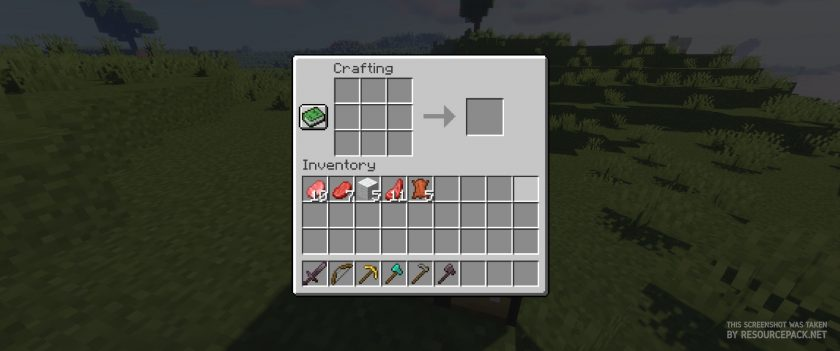 Crafting
Inventory
10 7 5 11 5
THIS SCREENSHOT WAS TAKEN
BY RESOURCEPACK.NET